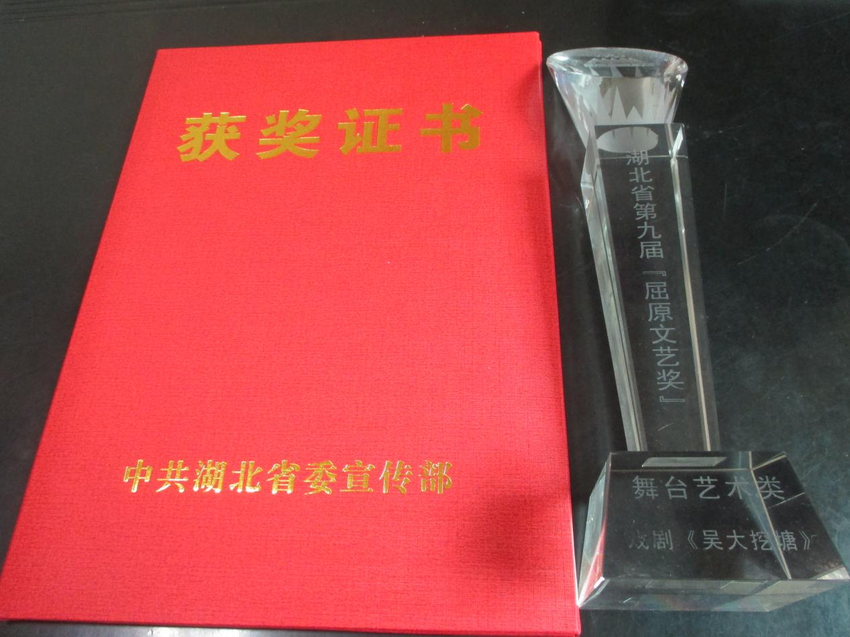 获奖证书
中共湖北省委宣传部
湖北省第九届『屈原文艺奖』
舞台艺术类
戏剧《吴大挖塘》